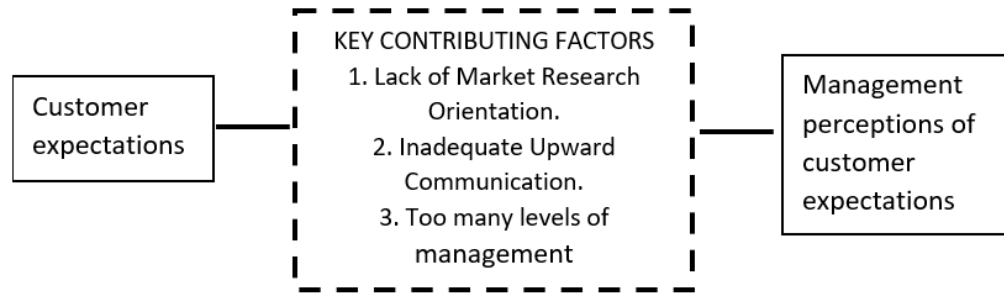 Customer
expectations
KEY CONTRIBUTING FACTORS
1. Lack of Market Research
Orientation.
2. Inadequate Upward
Communication.
3. Too many levels of
management
Management
perceptions of
customer
expectations